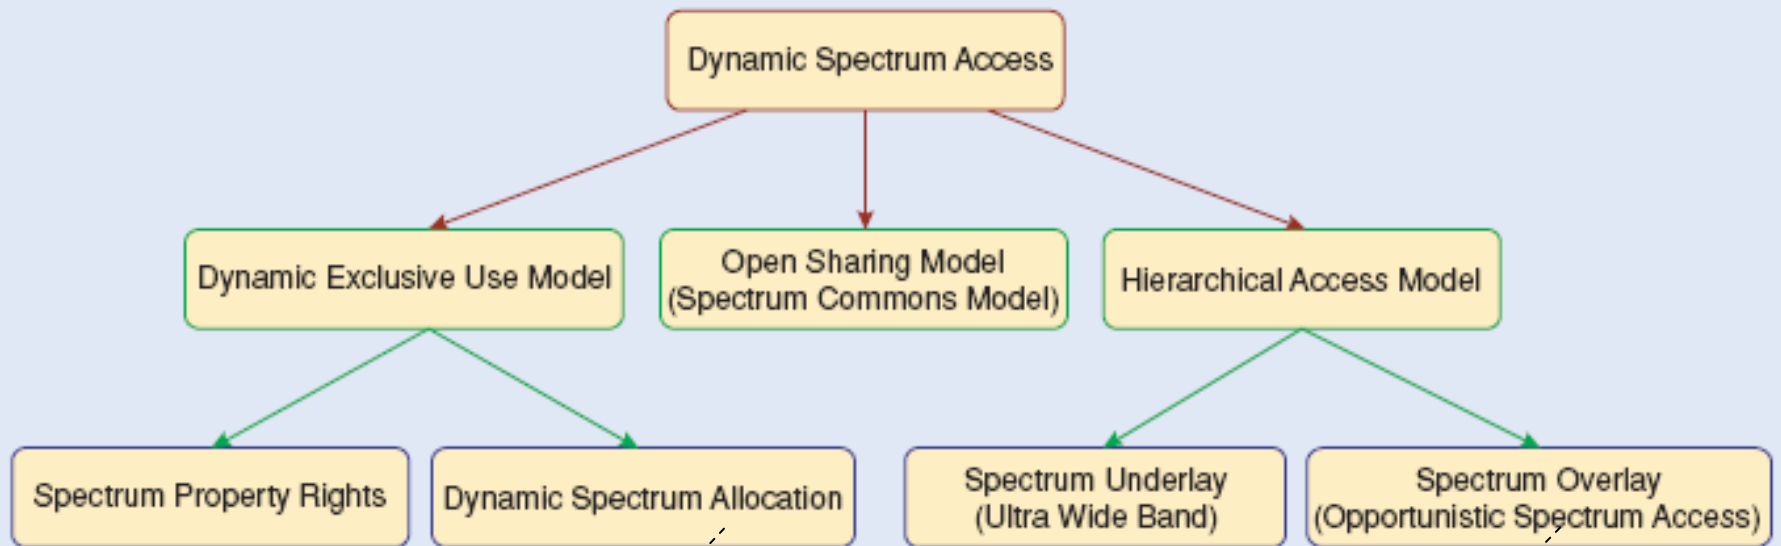 Dynamic Spectrum Access
Dynamic Exclusive Use Model
Open Sharing Model
(Spectrum Commons Model)
Hierarchical Access Model
Spectrum Property Rights
Dynamic Spectrum Allocation
Spectrum Underlay
(Ultra Wide Band)
Spectrum Overlay
(Opportunistic Spectrum Access)